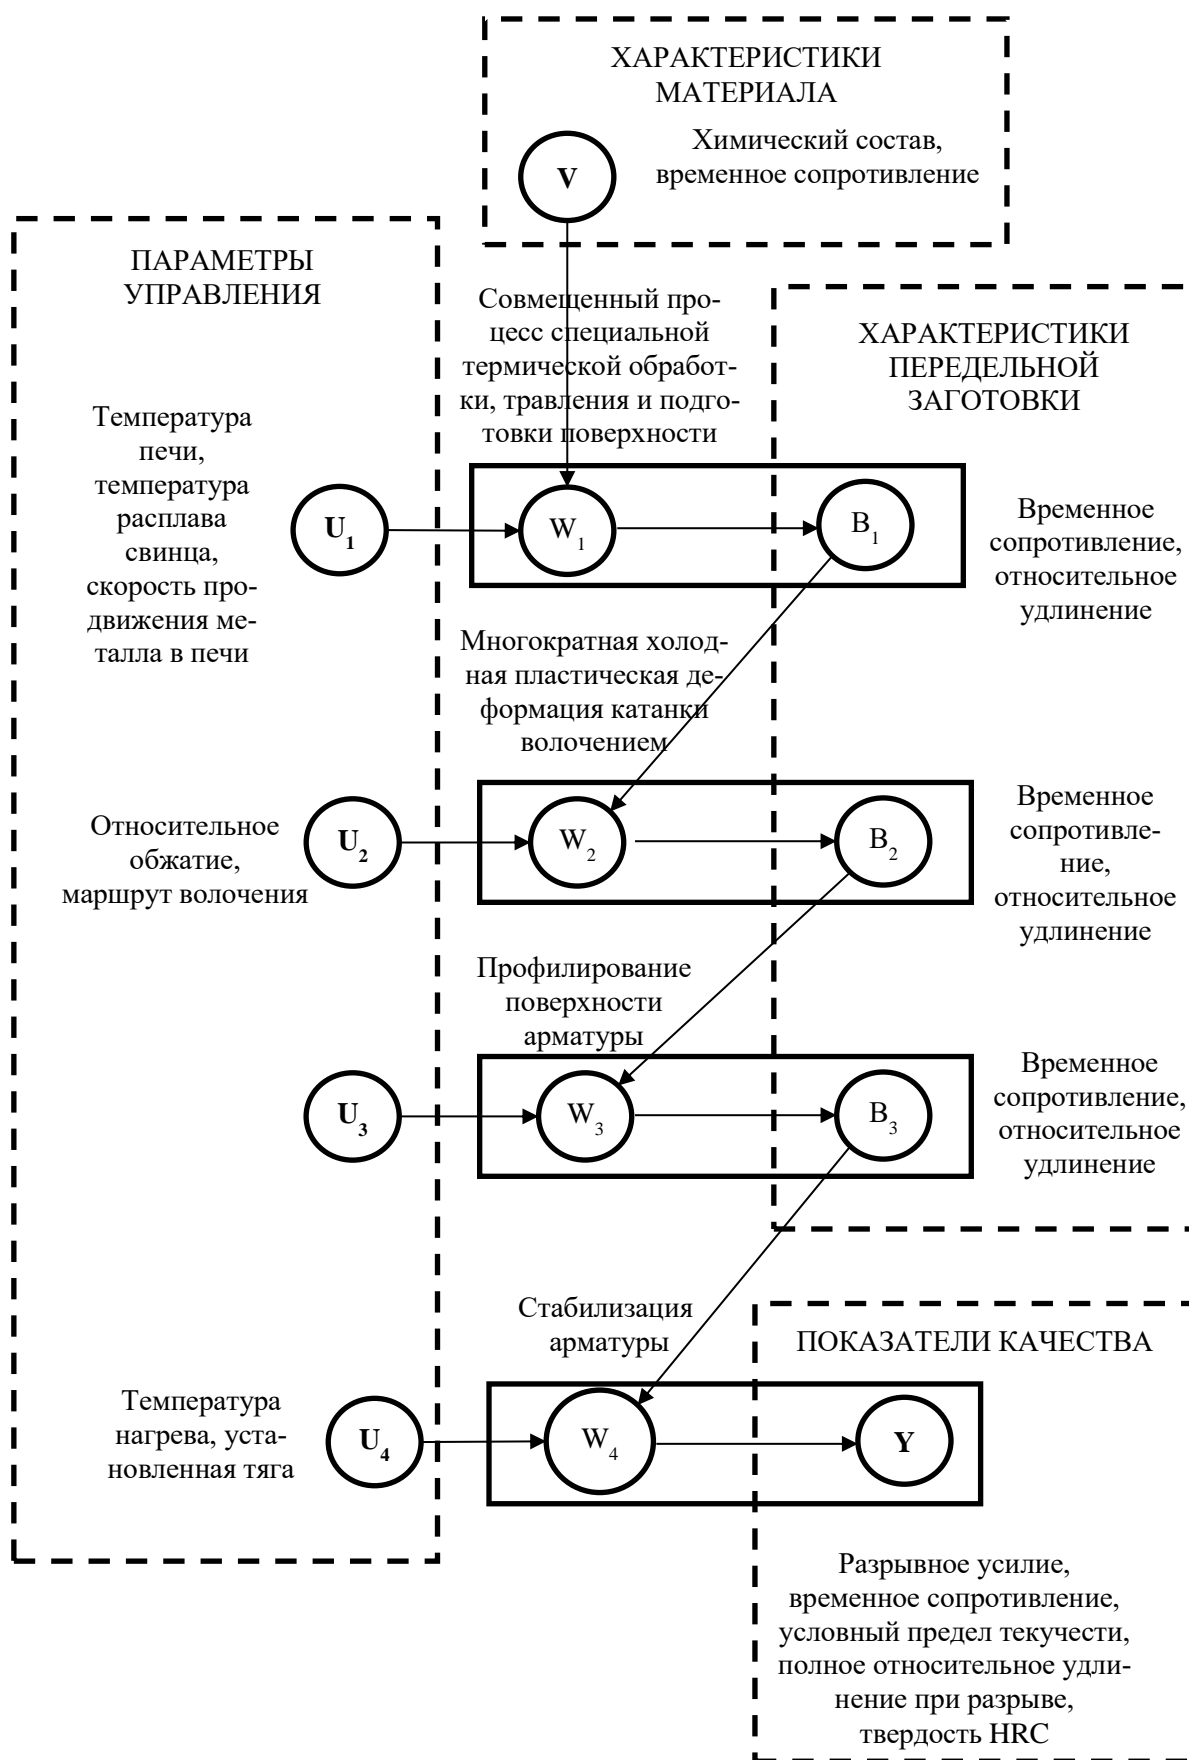 ХАРАКТЕРИСТИКИ
МАТЕРИАЛА
Химический состав,
временное сопротивление
V
ПАРАМЕТРЫ
УПРАВЛЕНИЯ
Совмещенный про-
цесс специальной
термической обработ-
ки, травления и подго-
товки поверхности
ХАРАКТЕРИСТИКИ
ПЕРЕДЕЛЬНОЙ
ЗАГОТОВКИ
Температура
печи,
температура
расплава
свинца,
скорость про-
движения ме-
талла в печи
U1
W1
B1
Временное
сопротивление,
относительное
удлинение
Многократная холод-
ная пластическая де-
формация катанки
волочением
Относительное
обжатие,
маршрут волочения
U2
W2
B2
Временное
сопротивле-
ние,
относительное
удлинение
Профилирование
поверхности
арматуры
U3
W3
B3
Временное
сопротивление,
относительное
удлинение
Стабилизация
арматуры
ПОКАЗАТЕЛИ КАЧЕСТВА
Температура
нагрева, уста-
новленная тяга
U4
W4
Y
Разрывное усилие,
временное сопротивление,
условный предел текучести,
полное относительное удли-
нение при разрыве,
твердость HRC